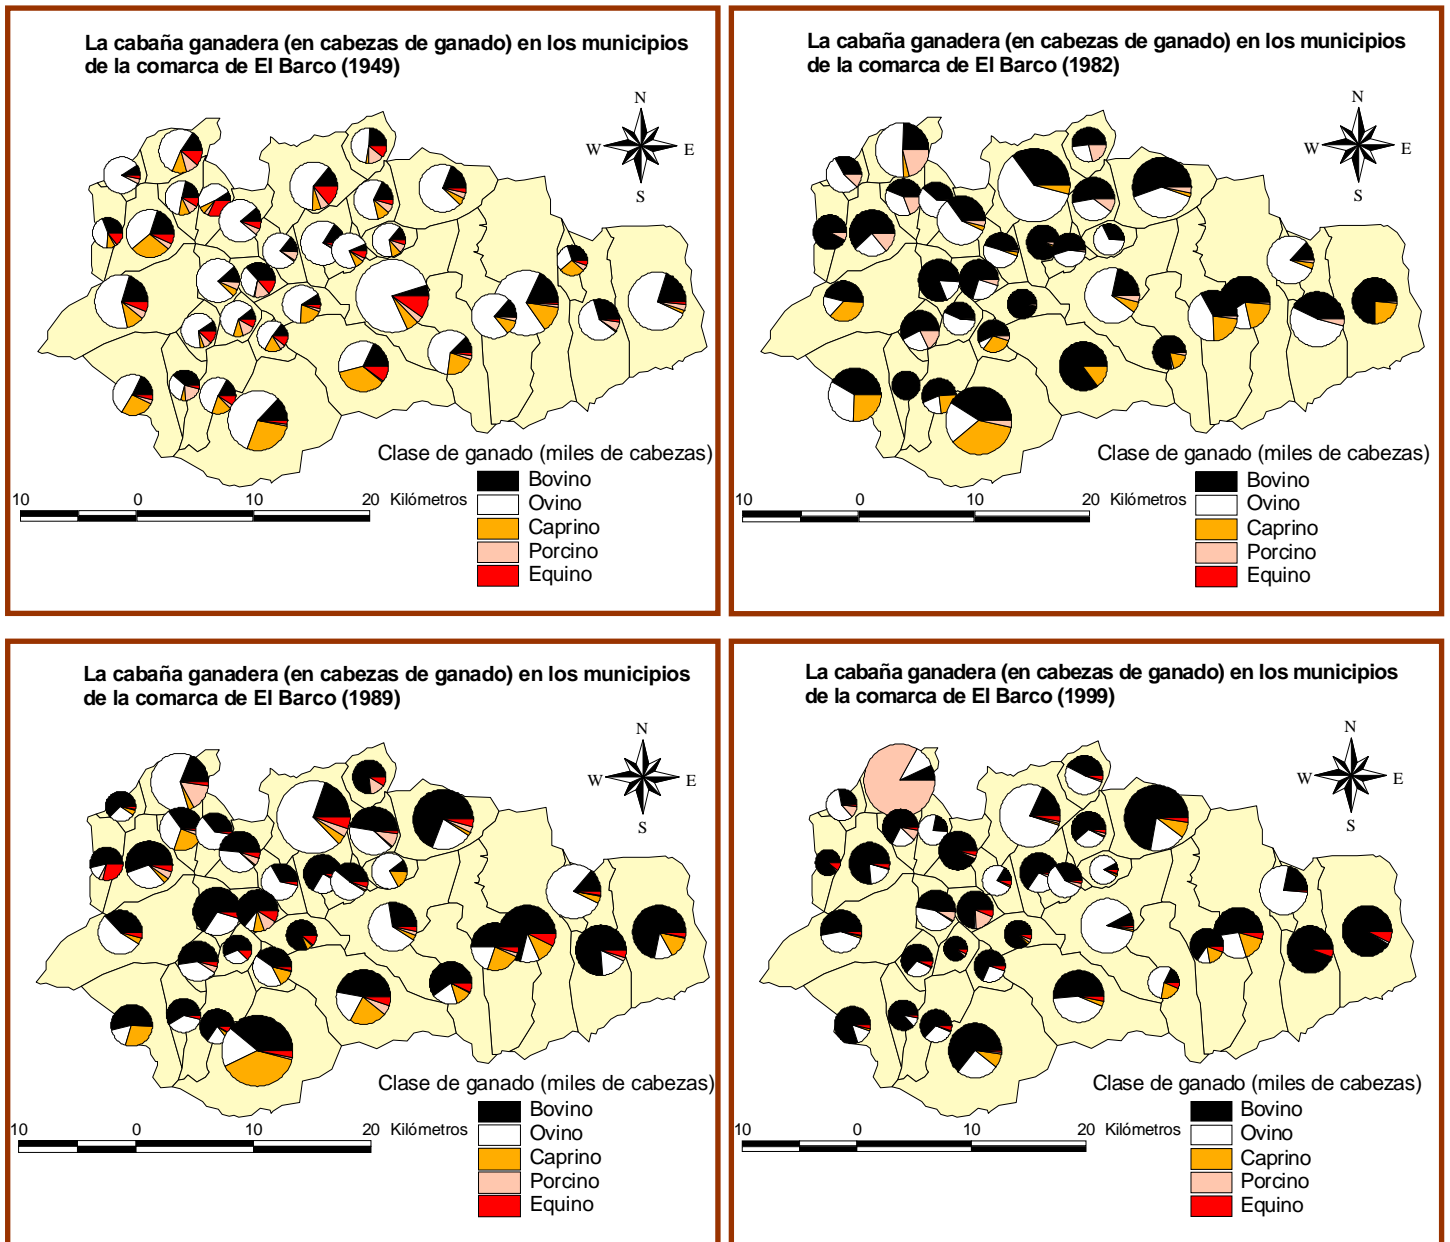 La cabaña ganadera (en cabezas de ganado) en los municipios
de la comarca de El Barco (1949)
N
W
E
S
Clase de ganado (miles de cabezas)
Bovino
Ovino
Caprino
Porcino
Equino
10 0 10 20 Kilómetros
La cabaña ganadera (en cabezas de ganado) en los municipios
de la comarca de El Barco (1982)
N
W
E
S
Clase de ganado (miles de cabezas)
Bovino
Ovino
Caprino
Porcino
Equino
10 0 10 20 Kilómetros
La cabaña ganadera (en cabezas de ganado) en los municipios
de la comarca de El Barco (1989)
N
W
E
S
Clase de ganado (miles de cabezas)
Bovino
Ovino
Caprino
Porcino
Equino
10 0 10 20 Kilómetros
La cabaña ganadera (en cabezas de ganado) en los municipios
de la comarca de El Barco (1999)
N
W
E
S
Clase de ganado (miles de cabezas)
Bovino
Ovino
Caprino
Porcino
Equino
10 0 10 20 Kilómetros